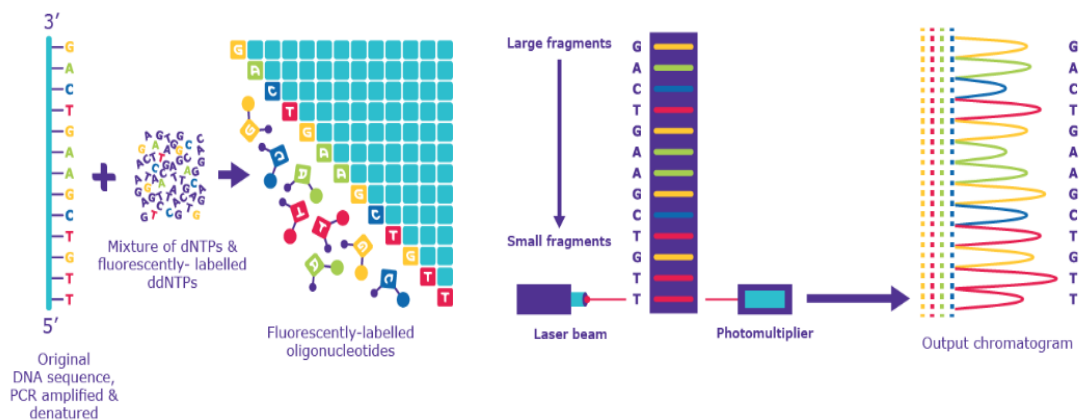 3’
G
A
C
T
G
A
A
G
C
T
G
T
T
5’
Original
DNA sequence,
PCR amplified &
denatured
Mixture of dNTPs &
fluorescently- labelled
ddNTPs
G
A
C
T
G
A
A
G
C
T
G
T
T
G
C
A
T
T
G
A
C
Fluorescently-labelled
oligonucleotides
Large fragments
Small fragments
G
A
C
T
G
A
A
G
C
T
G
T
T
Laser beam
Photomultiplier
G
A
C
T
G
A
A
G
C
T
G
T
T
Output chromatogram